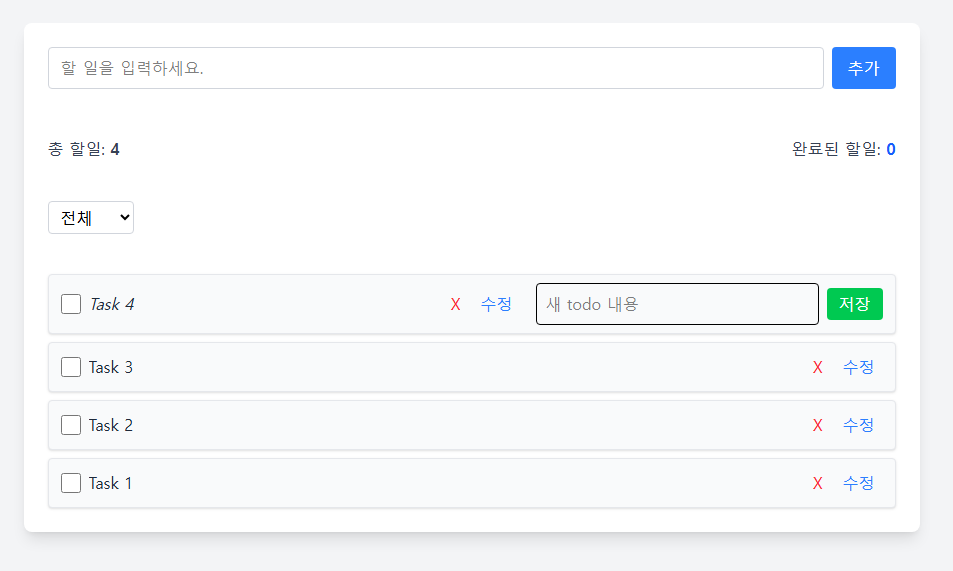 할 일을 입력하세요. 추가
총 할일: 4 완료된 할일: 0
전체
Task 4 X 수정 새 todo 내용 저장
Task 3 X 수정
Task 2 X 수정
Task 1 X 수정